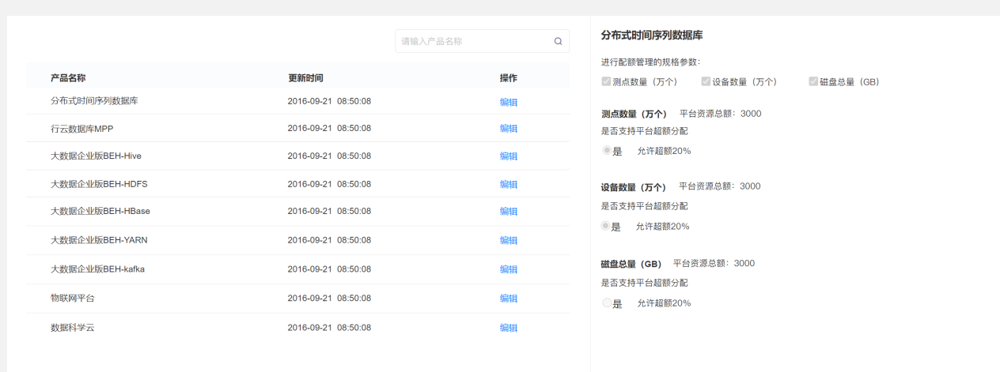 请输入产品名称
产品名称 更新时间 操作
分布式时间序列数据库 2016-09-21 08:50:08 编辑
行云数据库MPP 2016-09-21 08:50:08 编辑
大数据企业版BEH-Hive 2016-09-21 08:50:08 编辑
大数据企业版BEH-HDFS 2016-09-21 08:50:08 编辑
大数据企业版BEH-HBase 2016-09-21 08:50:08 编辑
大数据企业版BEH-YARN 2016-09-21 08:50:08 编辑
大数据企业版BEH-kafka 2016-09-21 08:50:08 编辑
物联网平台 2016-09-21 08:50:08 编辑
数据科学云 2016-09-21 08:50:08 编辑
分布式时间序列数据库
进行配额管理的规格参数：
测点数量（万个） 设备数量（万个） 磁盘总量（GB）
测点数量（万个） 平台资源总额：3000
是否支持平台超额分配
是 允许超额20%
设备数量（万个） 平台资源总额：3000
是否支持平台超额分配
是 允许超额20%
磁盘总量（GB） 平台资源总额：3000
是否支持平台超额分配
是 允许超额20%